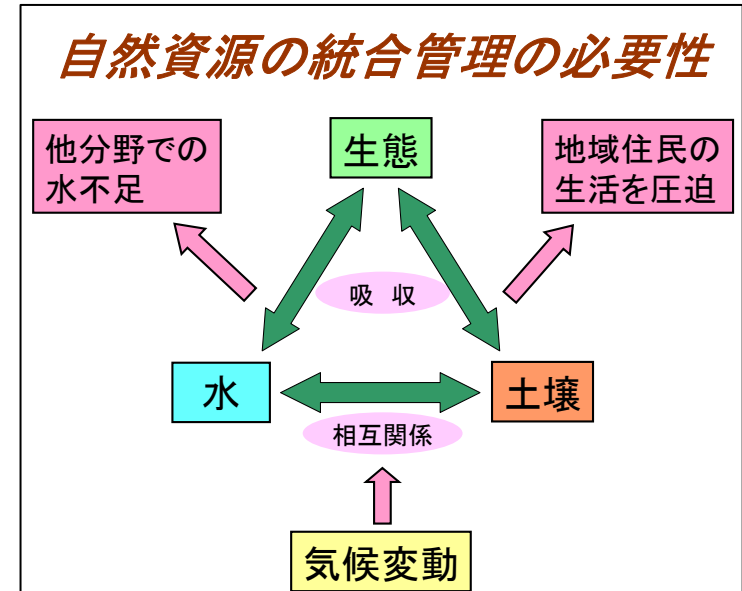 自然資源の統合管理の必要性
他分野での
水不足
生態
地域住民の
生活を圧迫
吸 収
水
土壌
相互関係
気候変動